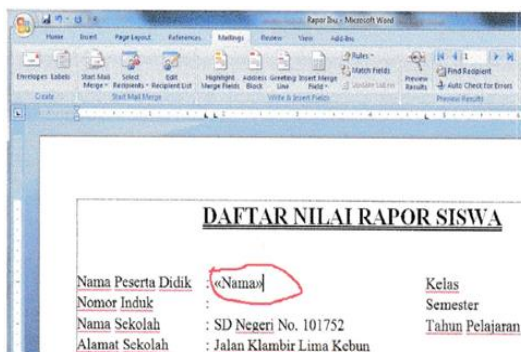 Rapor Ibu - Microsoft Word
Home Insert Page Layout References Mailings Review View Add-Ins
Envelopes Labels Start Mail Merge Select Recipients Edit Recipient List Highlight Merge Fields Address Block Greeting Line Insert Merge Field Rules Match Fields Update Labels Preview Results 1 Find Recipient Auto Check for Errors
Create Start Mail Merge Write & Insert Fields Preview Results
DAFTAR NILAI RAPOR SISWA
Nama Peserta Didik : «Nama» Kelas
Nomor Induk : Semester
Nama Sekolah : SD Negeri No. 101752 Tahun Pelajaran
Alamat Sekolah : Jalan Klambir Lima Kebun